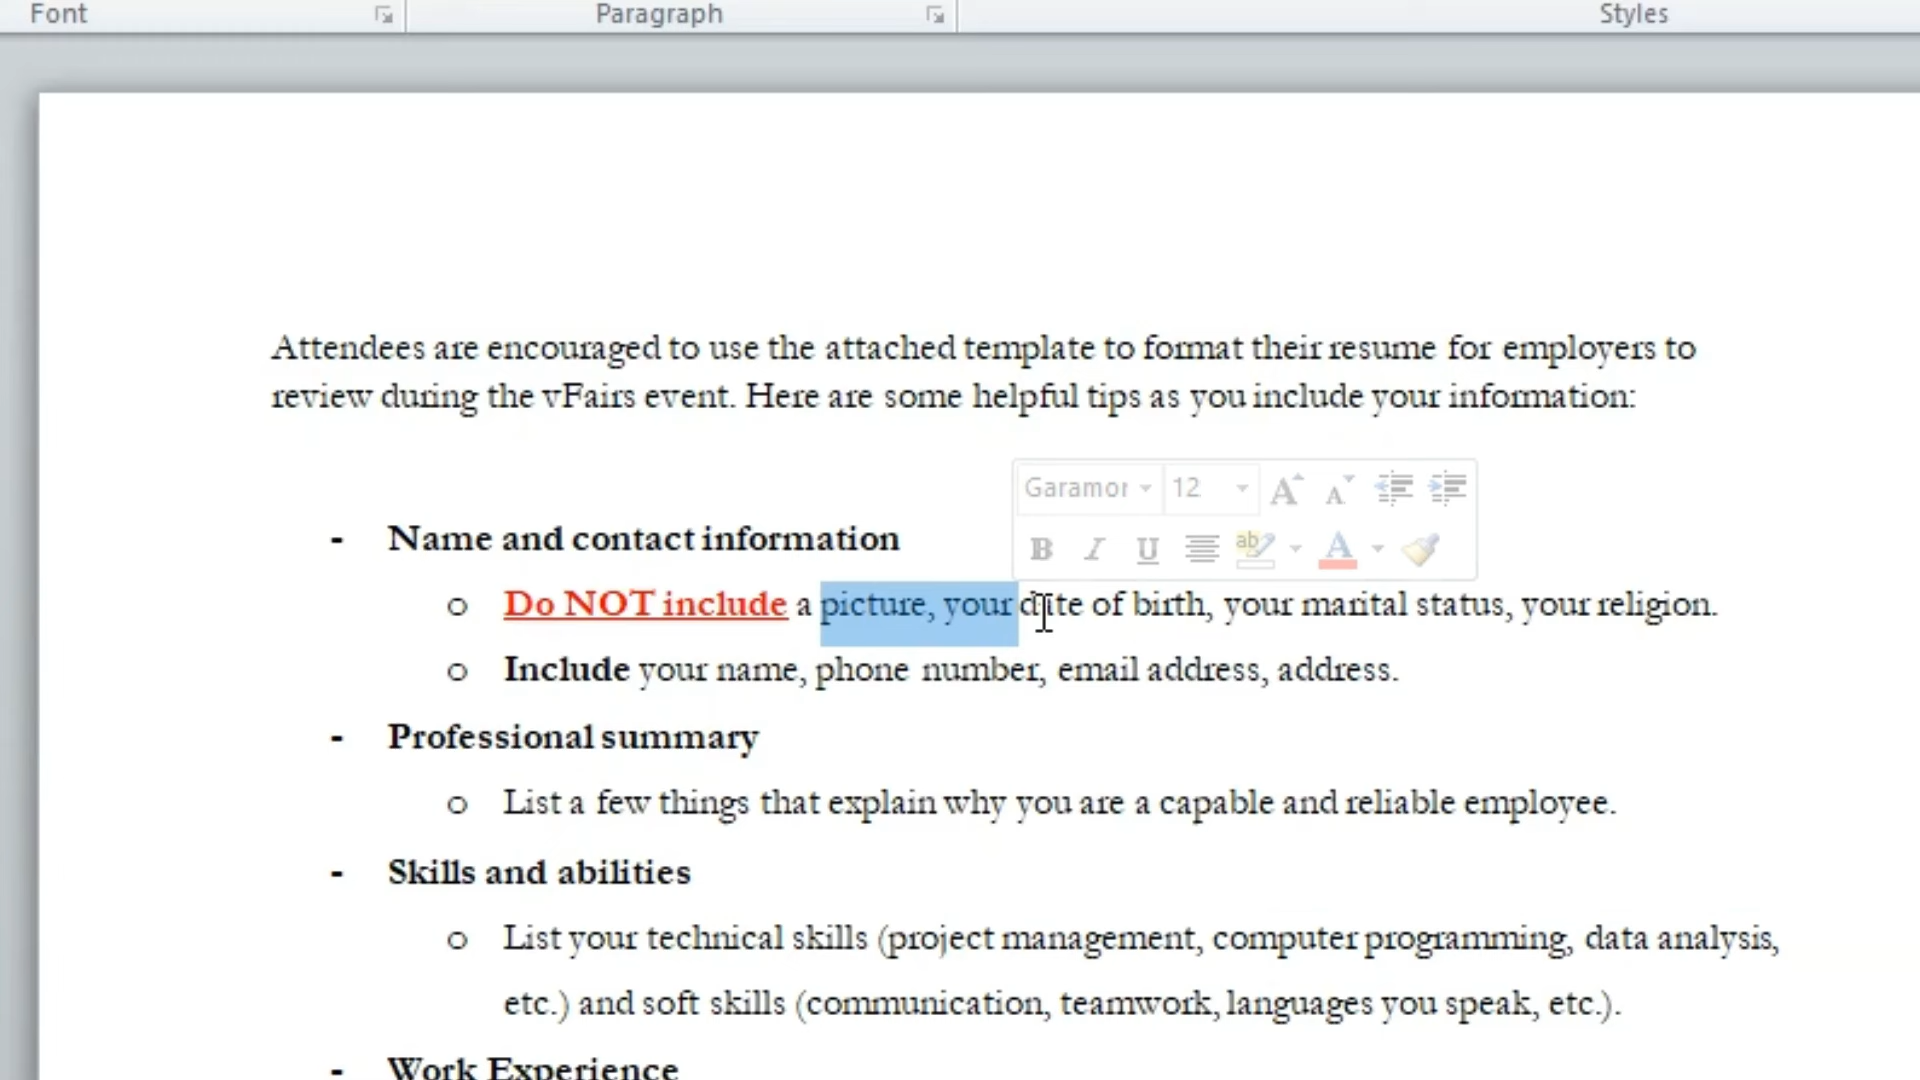 Font Paragraph Styles
Attendees are encouraged to use the attached template to format their resume for employers to
review during the vFairs event. Here are some helpful tips as you include your information:
Garamor 12
- Name and contact information
o Do NOT include a picture, your date of birth, your marital status, your religion.
o Include your name, phone number, email address, address.
- Professional summary
o List a few things that explain why you are a capable and reliable employee.
- Skills and abilities
o List your technical skills (project management, computer programming, data analysis,
etc.) and soft skills (communication, teamwork, languages you speak, etc.).
- Work Experience